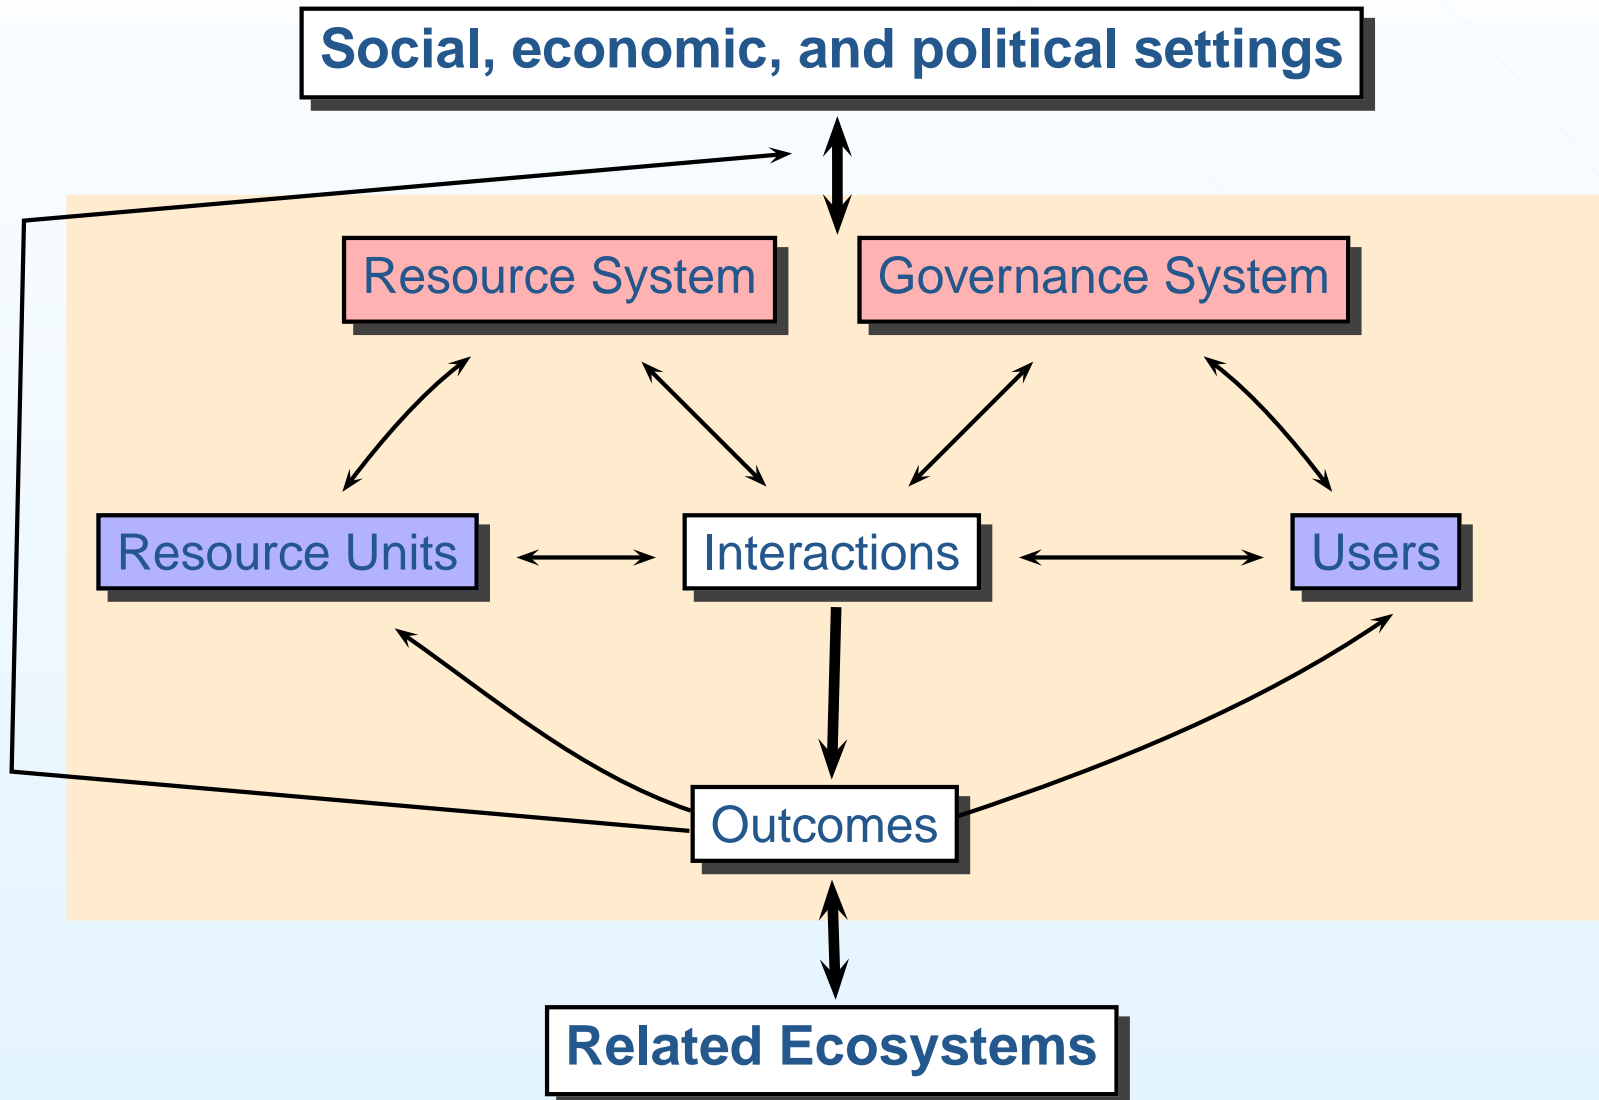 Social, economic, and political settings
Resource System
Governance System
Resource Units
Interactions
Users
Outcomes
Related Ecosystems